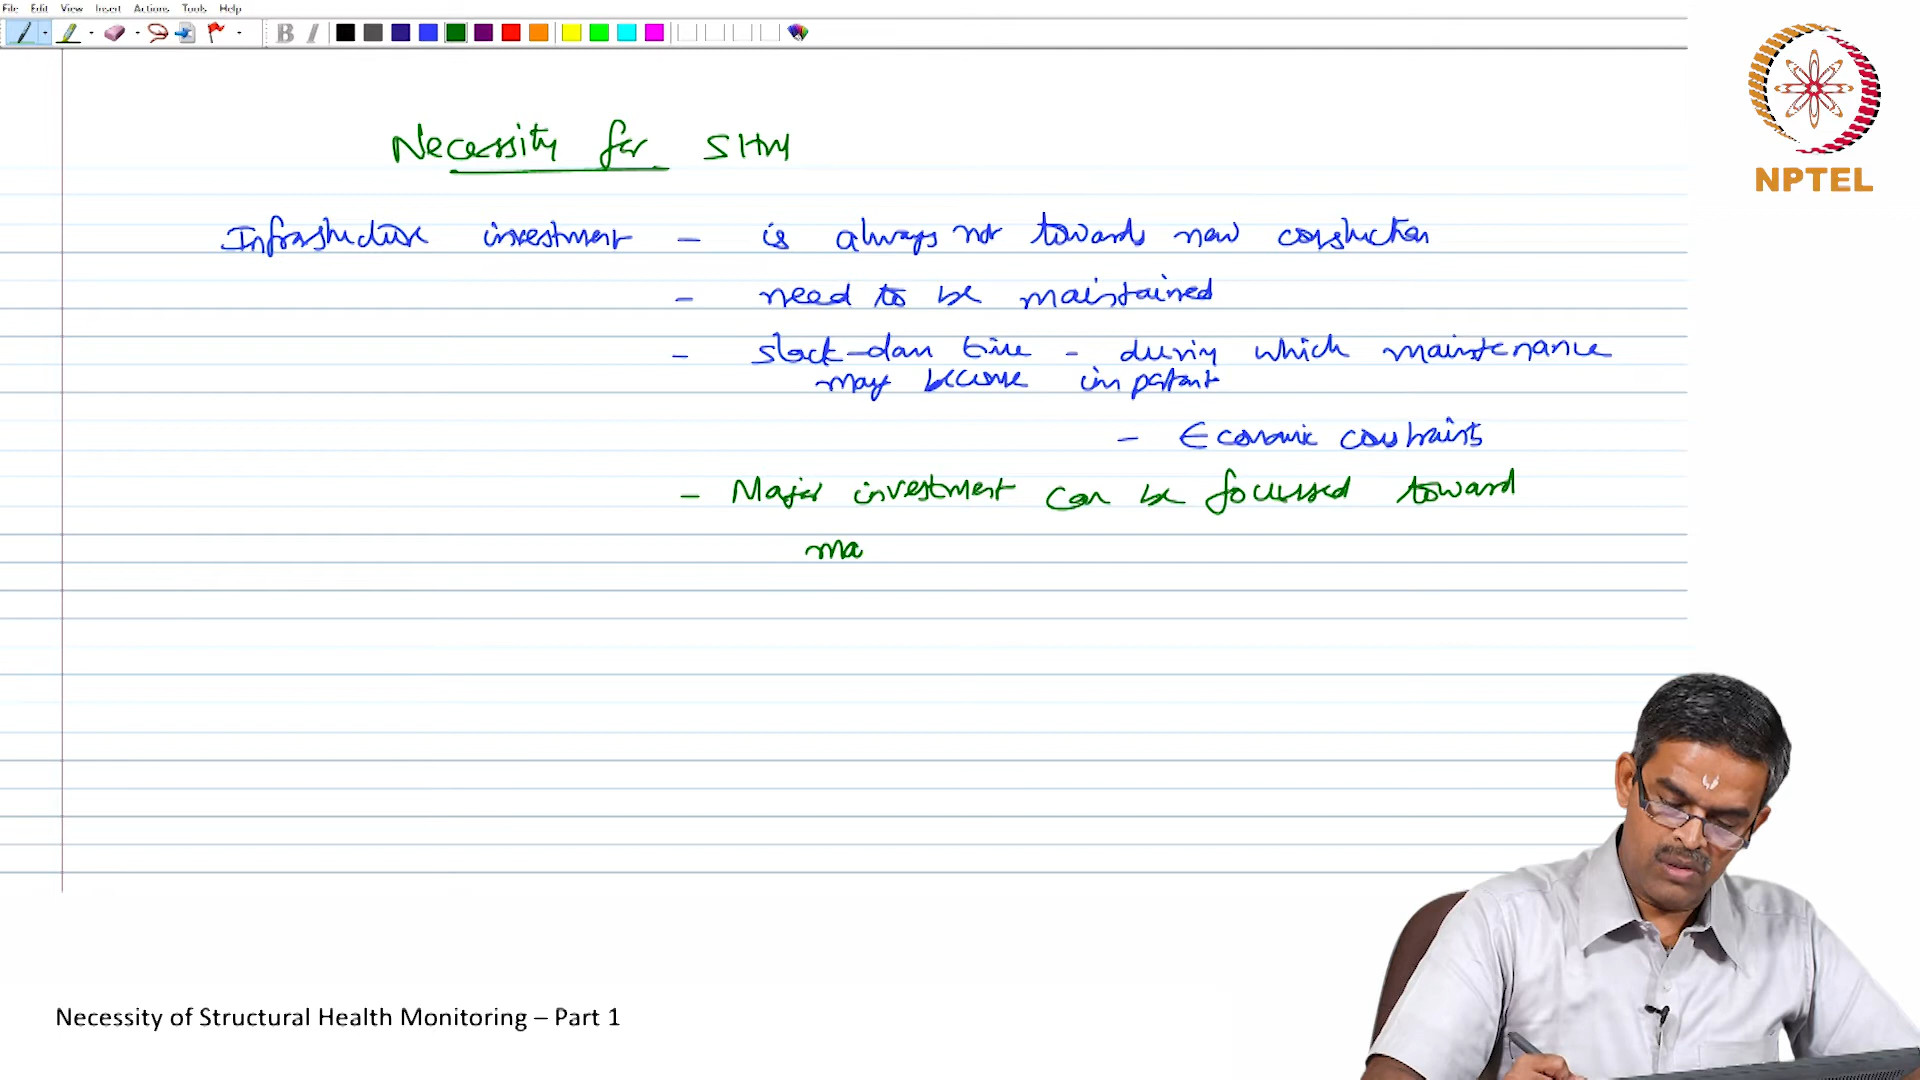 File Edit View Insert Actions Tools Help
B I
NPTEL
Necessity for SHM
Infrastructure investment - is always not towards new construction
- need to be maintained
- slack-down time - during which maintenance
may become important
- Economic constraints
- Major investment can be focussed toward
ma
Necessity of Structural Health Monitoring – Part 1